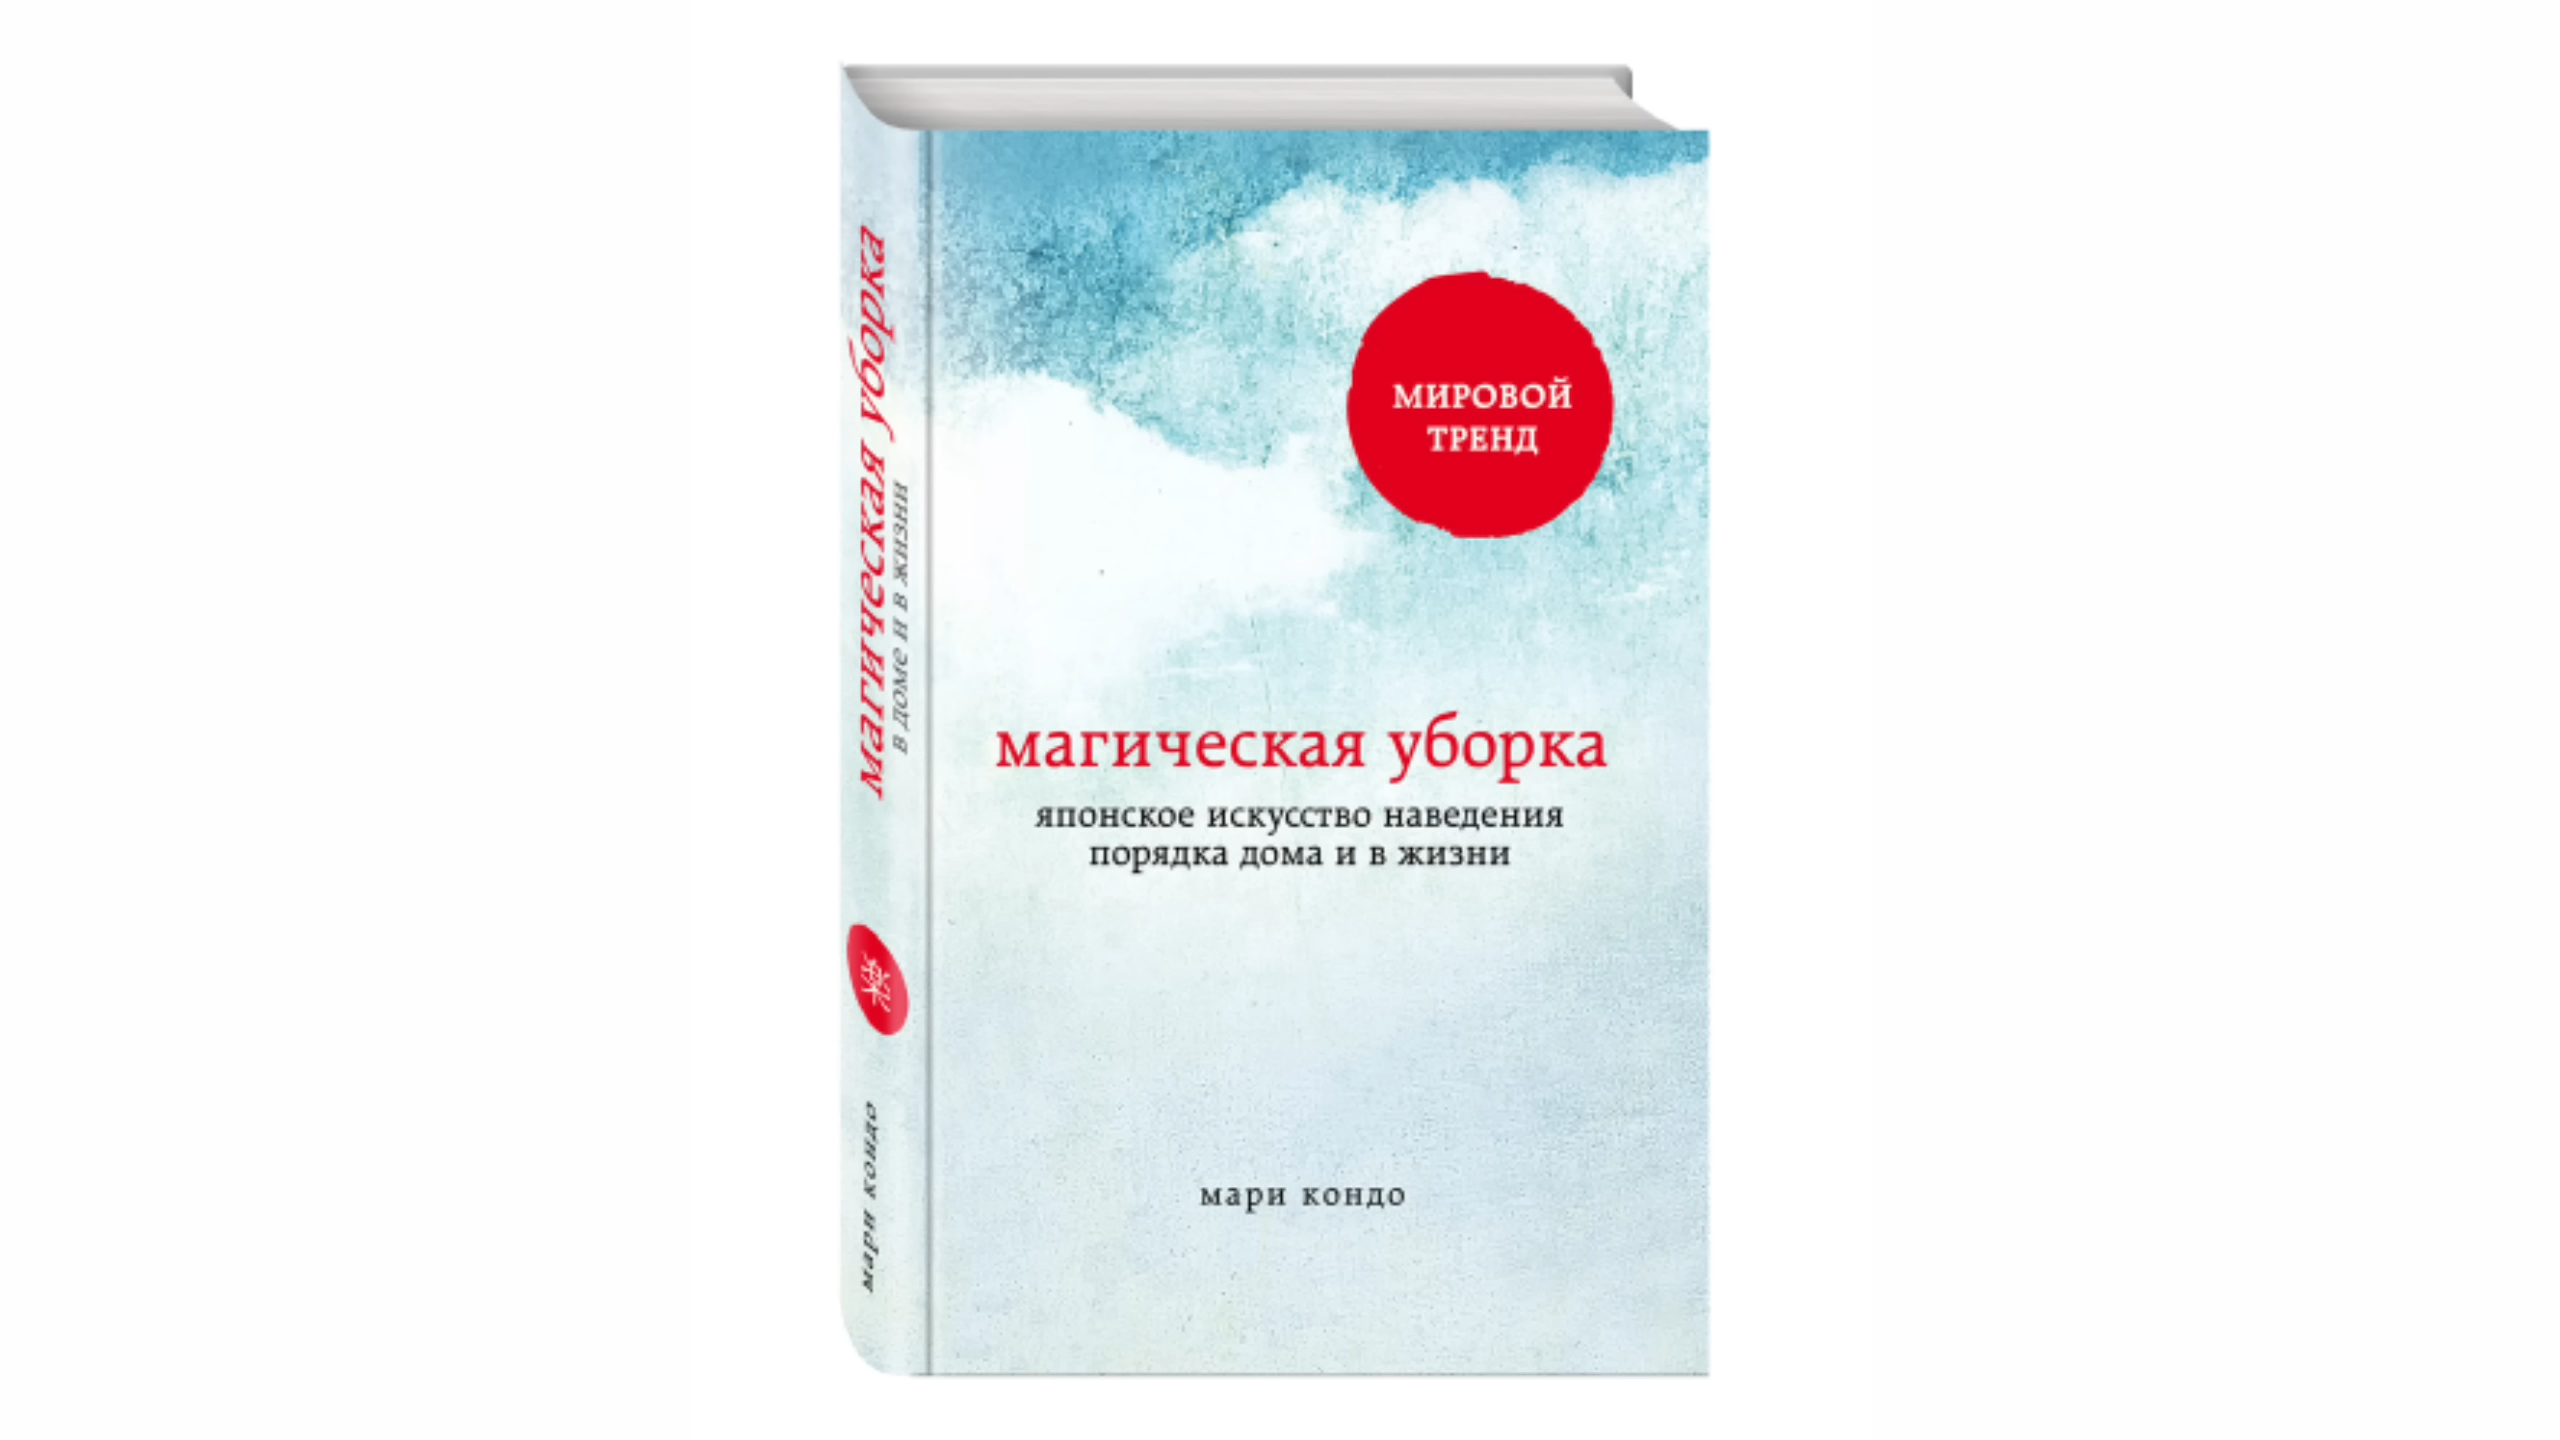 магическая уборка
в доме и в жизни
мари кондо
МИРОВОЙ
ТРЕНД
магическая уборка
японское искусство наведения
порядка дома и в жизни
мари кондо